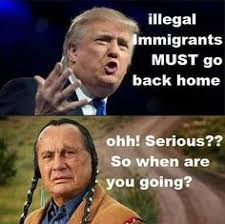 illegal
Immigrants
MUST go
back home
ohh! Serious??
So when are
you going?